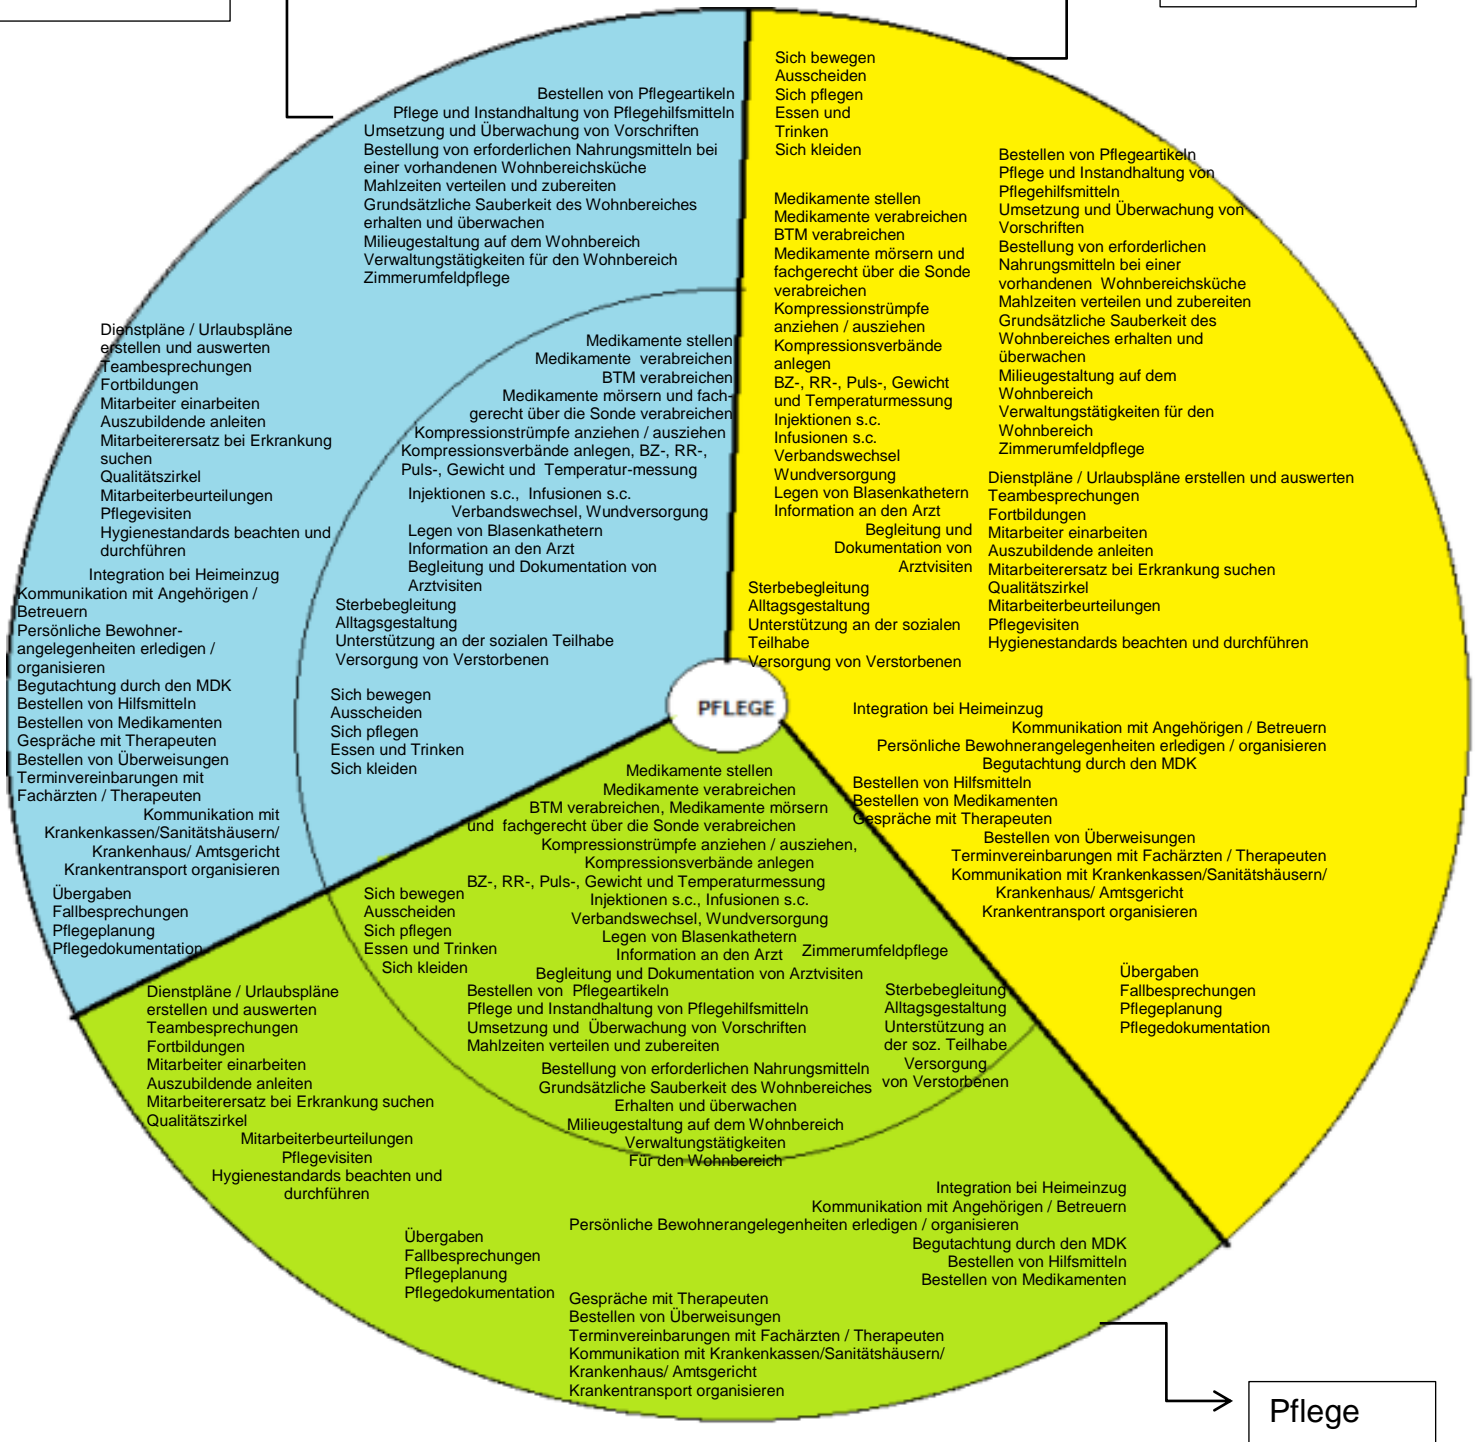 Bestellen von Pflegeartikeln
Pflege und Instandhaltung von Pflegehilfsmitteln
Umsetzung und Überwachung von Vorschriften
Bestellung von erforderlichen Nahrungsmitteln bei
einer vorhandenen Wohnbereichsküche
Mahlzeiten verteilen und zubereiten
Grundsätzliche Sauberkeit des Wohnbereiches
erhalten und überwachen
Milieugestaltung auf dem Wohnbereich
Verwaltungstätigkeiten für den Wohnbereich
Zimmerumfeldpflege
Dienstpläne / Urlaubspläne
erstellen und auswerten
Teambesprechungen
Fortbildungen
Mitarbeiter einarbeiten
Auszubildende anleiten
Mitarbeiterersatz bei Erkrankung
suchen
Qualitätszirkel
Mitarbeiterbeurteilungen
Pflegevisiten
Hygienestandards beachten und
durchführen
Medikamente stellen
Medikamente verabreichen
BTM verabreichen
Medikamente mörsern und fach-
gerecht über die Sonde verabreichen
Kompressionstrümpfe anziehen / ausziehen
Kompressionsverbände anlegen, BZ-, RR-,
Puls-, Gewicht und Temperatur-messung
Injektionen s.c., Infusionen s.c.
Verbandswechsel, Wundversorgung
Legen von Blasenkathetern
Information an den Arzt
Begleitung und Dokumentation von
Arztvisiten
Sterbebegleitung
Alltagsgestaltung
Unterstützung an der sozialen Teilhabe
Versorgung von Verstorbenen
Sich bewegen
Ausscheiden
Sich pflegen
Essen und Trinken
Sich kleiden
Integration bei Heimeinzug
Kommunikation mit Angehörigen /
Betreuern
Persönliche Bewohner-
angelegenheiten erledigen /
organisieren
Begutachtung durch den MDK
Bestellen von Hilfsmitteln
Bestellen von Medikamenten
Gespräche mit Therapeuten
Bestellen von Überweisungen
Terminvereinbarungen mit
Fachärzten / Therapeuten
Kommunikation mit
Krankenkassen/Sanitätshäusern/
Krankenhaus/ Amtsgericht
Krankentransport organisieren
Übergaben
Fallbesprechungen
Pflegeplanung
Pflegedokumentation
Sich bewegen
Ausscheiden
Sich pflegen
Essen und
Trinken
Sich kleiden
Medikamente stellen
Medikamente verabreichen
BTM verabreichen
Medikamente mörsern und
fachgerecht über die Sonde
verabreichen
Kompressionstrümpfe
anziehen / ausziehen
Kompressionsverbände
anlegen
BZ-, RR-, Puls-, Gewicht
und Temperaturmessung
Injektionen s.c.
Infusionen s.c.
Verbandswechsel
Wundversorgung
Legen von Blasenkathetern
Information an den Arzt
Begleitung und
Dokumentation von
Arztvisiten
Sterbebegleitung
Alltagsgestaltung
Unterstützung an der sozialen
Teilhabe
Versorgung von Verstorbenen
Bestellen von Pflegeartikeln
Pflege und Instandhaltung von
Pflegehilfsmitteln
Umsetzung und Überwachung von
Vorschriften
Bestellung von erforderlichen
Nahrungsmitteln bei einer
vorhandenen Wohnbereichsküche
Mahlzeiten verteilen und zubereiten
Grundsätzliche Sauberkeit des
Wohnbereiches erhalten und
überwachen
Milieugestaltung auf dem
Wohnbereich
Verwaltungstätigkeiten für den
Wohnbereich
Zimmerumfeldpflege
Dienstpläne / Urlaubspläne erstellen und auswerten
Teambesprechungen
Fortbildungen
Mitarbeiter einarbeiten
Auszubildende anleiten
Mitarbeiterersatz bei Erkrankung suchen
Qualitätszirkel
Mitarbeiterbeurteilungen
Pflegevisiten
Hygienestandards beachten und durchführen
PFLEGE
Integration bei Heimeinzug
Kommunikation mit Angehörigen / Betreuern
Persönliche Bewohnerangelegenheiten erledigen / organisieren
Begutachtung durch den MDK
Bestellen von Hilfsmitteln
Bestellen von Medikamenten
Gespräche mit Therapeuten
Bestellen von Überweisungen
Terminvereinbarungen mit Fachärzten / Therapeuten
Kommunikation mit Krankenkassen/Sanitätshäusern/
Krankenhaus/ Amtsgericht
Krankentransport organisieren
Übergaben
Fallbesprechungen
Pflegeplanung
Pflegedokumentation
Medikamente stellen
Medikamente verabreichen
BTM verabreichen, Medikamente mörsern
und fachgerecht über die Sonde verabreichen
Kompressionstrümpfe anziehen / ausziehen,
Kompressionsverbände anlegen
BZ-, RR-, Puls-, Gewicht und Temperaturmessung
Injektionen s.c., Infusionen s.c.
Verbandswechsel, Wundversorgung
Legen von Blasenkathetern
Information an den Arzt
Begleitung und Dokumentation von Arztvisiten
Sich bewegen
Ausscheiden
Sich pflegen
Essen und Trinken
Sich kleiden
Zimmerumfeldpflege
Bestellen von Pflegeartikeln
Pflege und Instandhaltung von Pflegehilfsmitteln
Umsetzung und Überwachung von Vorschriften
Mahlzeiten verteilen und zubereiten
Bestellung von erforderlichen Nahrungsmitteln
Grundsätzliche Sauberkeit des Wohnbereiches
Erhalten und überwachen
Milieugestaltung auf dem Wohnbereich
Verwaltungstätigkeiten
Für den Wohnbereich
Sterbebegleitung
Alltagsgestaltung
Unterstützung an
der soz. Teilhabe
Versorgung
von Verstorbenen
Dienstpläne / Urlaubspläne
erstellen und auswerten
Teambesprechungen
Fortbildungen
Mitarbeiter einarbeiten
Auszubildende anleiten
Mitarbeiterersatz bei Erkrankung suchen
Qualitätszirkel
Mitarbeiterbeurteilungen
Pflegevisiten
Hygienestandards beachten und
durchführen
Übergaben
Fallbesprechungen
Pflegeplanung
Pflegedokumentation
Integration bei Heimeinzug
Kommunikation mit Angehörigen / Betreuern
Persönliche Bewohnerangelegenheiten erledigen / organisieren
Begutachtung durch den MDK
Bestellen von Hilfsmitteln
Bestellen von Medikamenten
Gespräche mit Therapeuten
Bestellen von Überweisungen
Terminvereinbarungen mit Fachärzten / Therapeuten
Kommunikation mit Krankenkassen/Sanitätshäusern/
Krankenhaus/ Amtsgericht
Krankentransport organisieren
Pflege